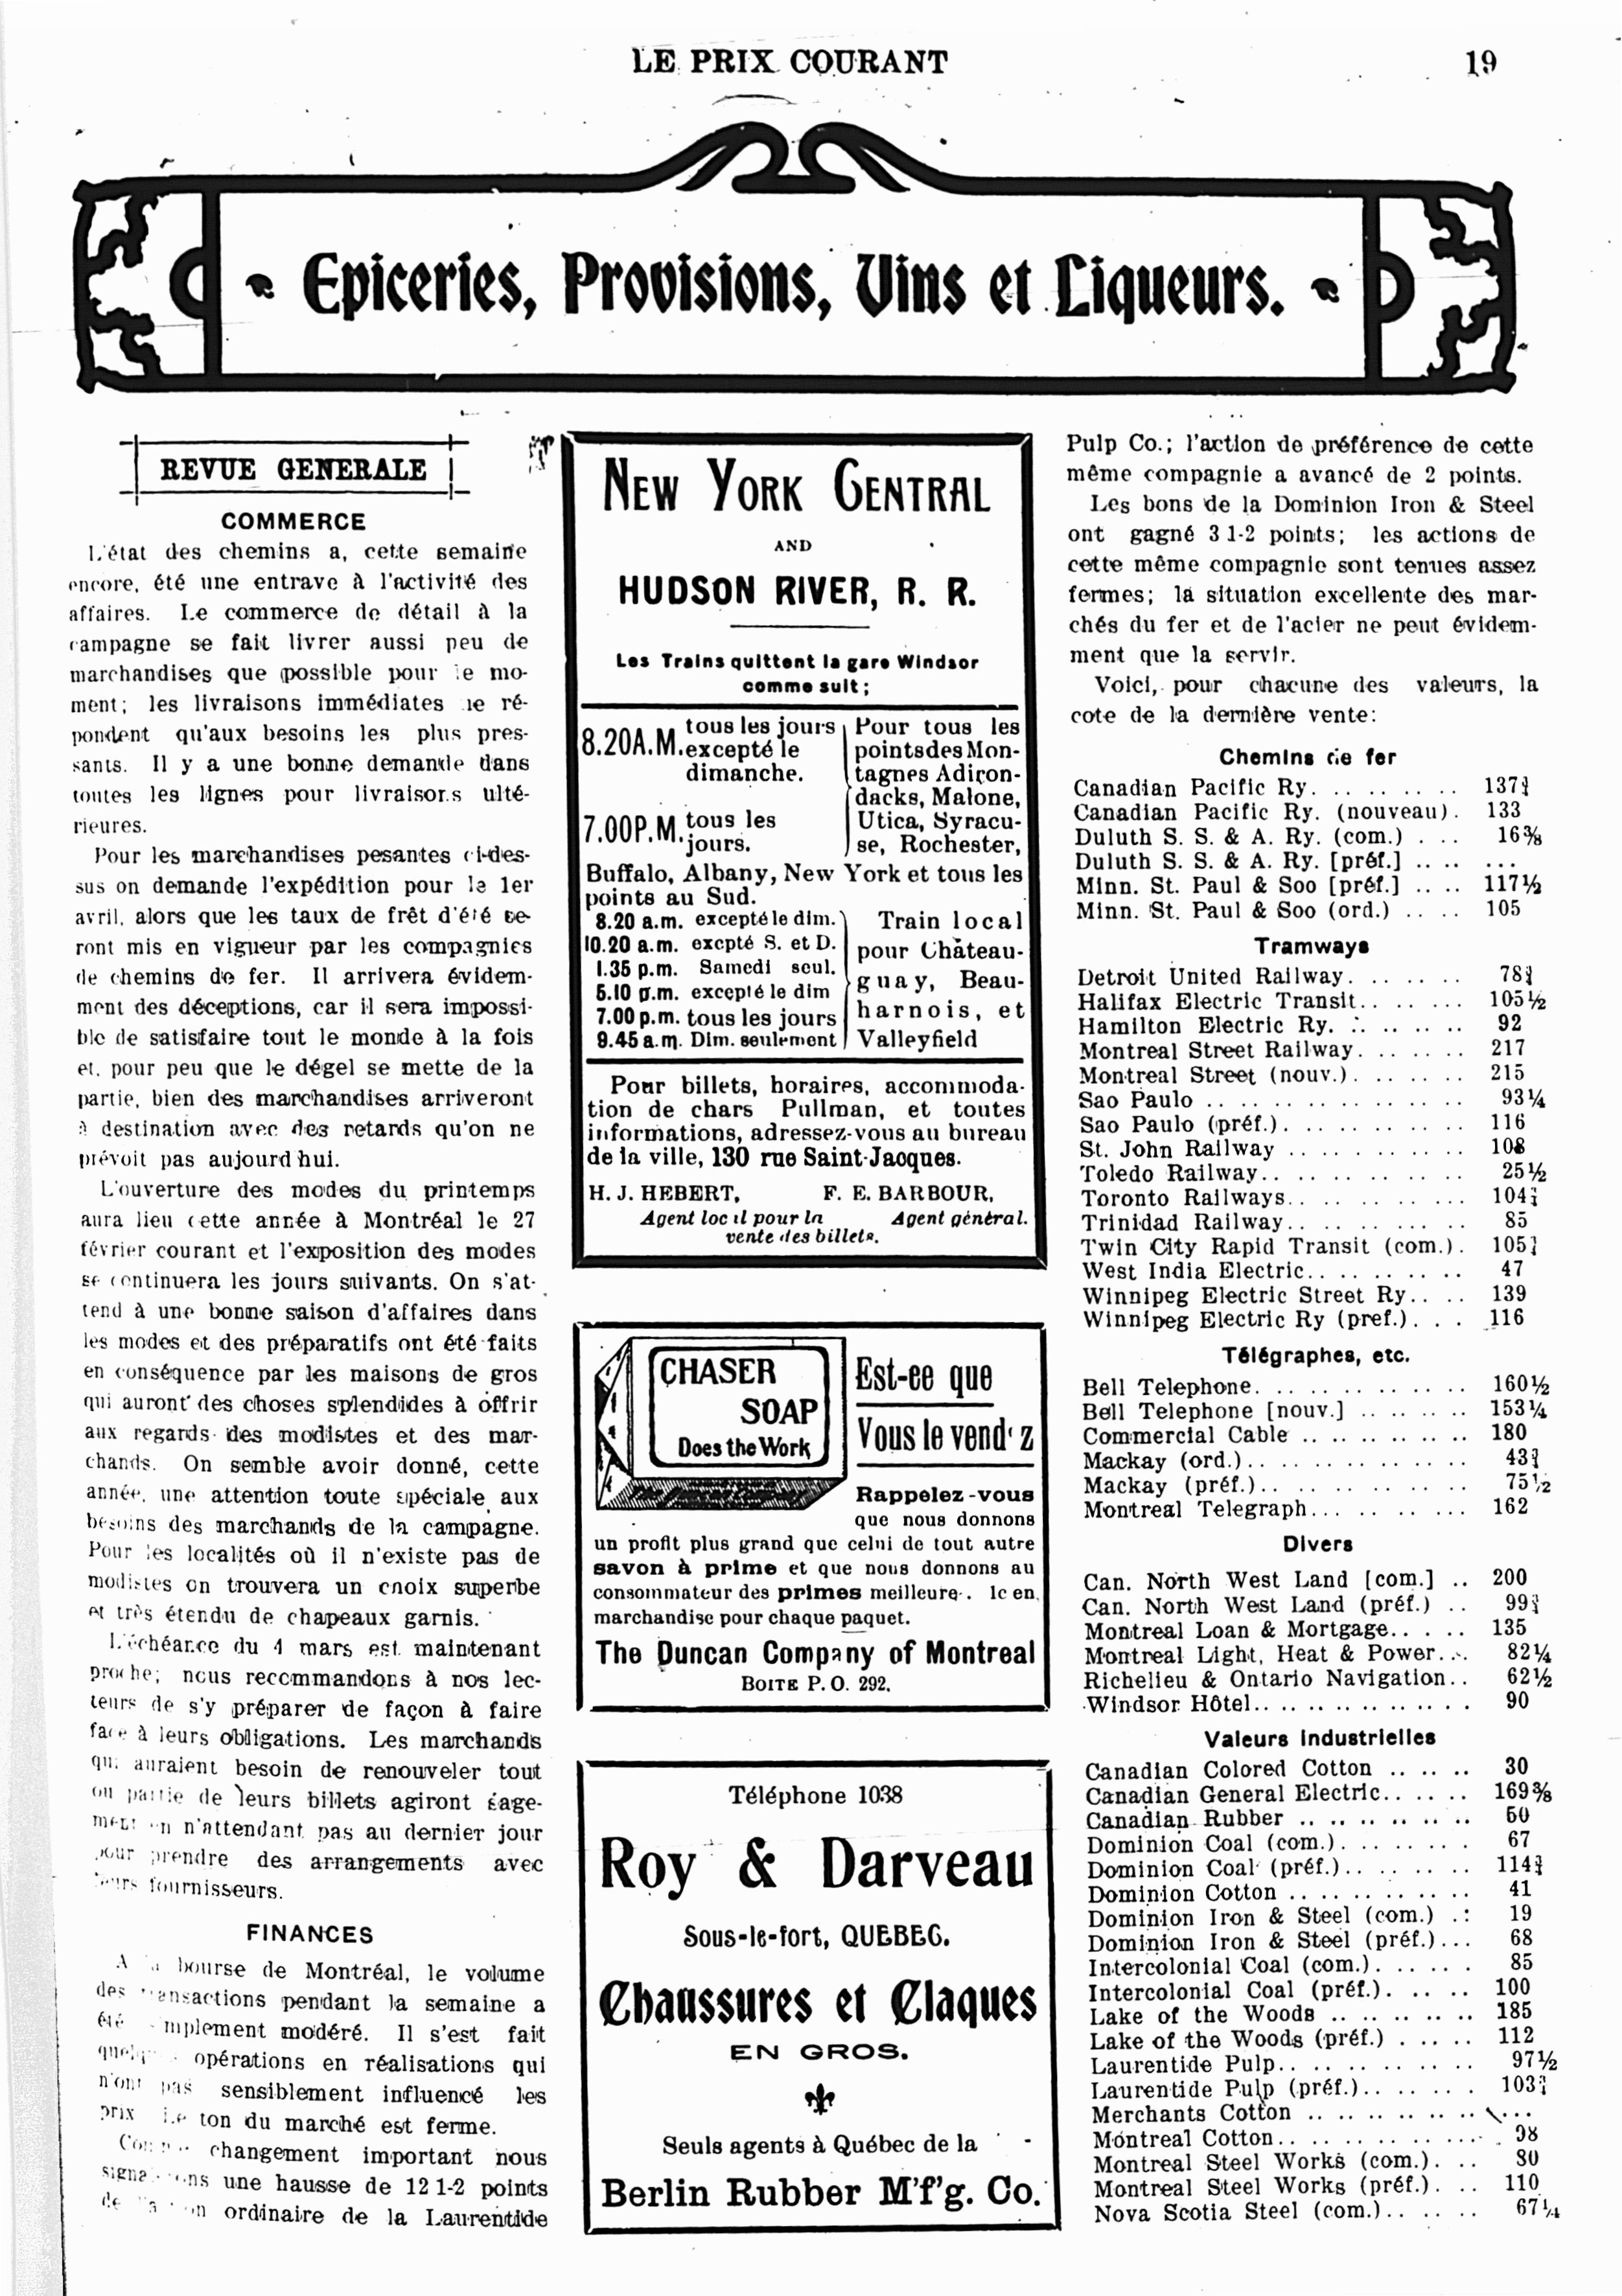 LE PRIX COURANT
19
Epiceries, Provisions, Vins et Liqueurs.
REVUE GENERALE
COMMERCE
L'état des chemins a, cette semaine
encore, été une entrave à l'activité des
affaires. Le commerce de détail à la
campagne se fait livrer aussi peu de
marchandises que possible pour le mo-
ment; les livraisons immédiates ne ré-
pondent qu'aux besoins les plus pres-
sants. Il y a une bonne demande dans
toutes les lignes pour livraisons ulté-
rieures.
Pour les marchandises pesantes ci-des-
sus on demande l'expédition pour le 1er
avril, alors que les taux de frêt d'été se-
ront mis en vigueur par les compagnies
de chemins de fer. Il arrivera évidem-
ment des déceptions, car il sera impossi-
ble de satisfaire tout le monde à la fois
et, pour peu que le dégel se mette de la
partie, bien des marchandises arriveront
à destination avec des retards qu'on ne
prévoit pas aujourd'hui.
L'ouverture des modes du printemps
aura lieu cette année à Montréal le 27
février courant et l'exposition des modes
se continuera les jours suivants. On s'at-
tend à une bonne saison d'affaires dans
les modes et des préparatifs ont été faits
en conséquence par les maisons de gros
qui auront des choses splendides à offrir
aux regards des modistes et des mar-
chands. On semble avoir donné, cette
année, une attention toute spéciale aux
besoins des marchands de la campagne.
Pour les localités où il n'existe pas de
modistes on trouvera un choix superbe
et très étendu de chapeaux garnis.
L'échéance du 4 mars est maintenant
proche; nous recommandons à nos lec-
teurs de s'y préparer de façon à faire
face à leurs obligations. Les marchands
qui auraient besoin de renouveler tout
ou partie de leurs billets agiront sage-
ment en n'attendant pas au dernier jour
pour prendre des arrangements avec
leurs fournisseurs.
FINANCES
A la bourse de Montréal, le volume
des transactions pendant la semaine a
été simplement modéré. Il s'est fait
quelques opérations en réalisations qui
n'ont pas sensiblement influencé les
prix. Le ton du marché est ferme.
Comme changement important nous
signalerons une hausse de 12 1-2 points
de l'action ordinaire de la Laurentide
NEW YORK CENTRAL
AND
HUDSON RIVER, R. R.
Les Trains quittent la gare Windsor
comme suit;
8.20A.M. tous les jours excepté le dimanche.
7.00P.M. tous les jours.
Pour tous les
points des Mon-
tagnes Adiron-
dacks, Malone,
Utica, Syracu-
se, Rochester,
Buffalo, Albany, New York et tous les
points au Sud.
8.20 a.m. excepté le dim.
10.20 a.m. excpté S. et D.
1.35 p.m. Samedi seul.
5.10 p.m. excepté le dim
7.00 p.m. tous les jours
9.45 a.m. Dim. seulement
Train local
pour Château-
guay, Beau-
harnois, et
Valleyfield
Pour billets, horaires, accommoda-
tion de chars Pullman, et toutes
informations, adressez-vous au bureau
de la ville, 130 rue Saint-Jacques.
H. J. HEBERT, F. E. BARBOUR,
Agent local pour la Agent général.
vente des billets.
CHASER
SOAP
Does the Work
Est-ce que
Vous le vend'z
Rappelez-vous
que nous donnons
un profit plus grand que celui de tout autre
savon à prime et que nous donnons au
consommateur des primes meilleure
marchandise pour chaque paquet.
The Duncan Company of Montreal
BOITE P. O. 292.
Téléphone 1038
Roy & Darveau
Sous-le-fort, QUEBEC.
Chaussures et Claques
EN GROS.
Seuls agents à Québec de la
Berlin Rubber M'f'g. Co.
Pulp Co.; l'action de préférence de cette
même compagnie a avancé de 2 points.
Les bons de la Dominion Iron & Steel
ont gagné 3 1-2 points; les actions de
cette même compagnie sont tenues assez
fermes; la situation excellente des mar-
chés du fer et de l'acier ne peut évidem-
ment que la servir.
Voici, pour chacune des valeurs, la
cote de la dernière vente:
Chemins de fer
Canadian Pacific Ry. . . . . . . . . 137¾
Canadian Pacific Ry. (nouveau). 133
Duluth S. S. & A. Ry. (com.) . . . 16⅜
Duluth S. S. & A. Ry. [préf.] .. .. ...
Minn. St. Paul & Soo [préf.] .. .. 117½
Minn. St. Paul & Soo (ord.) .. .. 105
Tramways
Detroit United Railway. . . . . . . 78¾
Halifax Electric Transit.. .. .. ... 105½
Hamilton Electric Ry. .. .. .. .. 92
Montreal Street Railway. . . . . . . 217
Montreal Street (nouv.). . . . . . . 215
Sao Paulo .. .. .. .. .. .. .. .. 93¼
Sao Paulo (préf.). . . . . . . . . . . 116
St. John Railway .. .. .. .. .. .. 108
Toledo Railway.. .. .. .. .. .. .. 25½
Toronto Railways.. .. .. .. .. ... 104¾
Trinidad Railway.. .. .. .. ... .. 85
Twin City Rapid Transit (com.). 105
West India Electric.. .. .. .. .. 47
Winnipeg Electric Street Ry.. .. 139
Winnipeg Electric Ry (pref.). . . 116
Télégraphes, etc.
Bell Telephone. . . . . . . . . . . . 160½
Bell Telephone [nouv.] .. .. .. .. 153¼
Commercial Cable .. .. .. .. .. 180
Mackay (ord.).. .. .. .. .. .. .. 43¾
Mackay (préf.).. .. .. .. .. .. .. 75½
Montreal Telegraph... .. .. .. ... 162
Divers
Can. North West Land [com.] .. 200
Can. North West Land (préf.) .. 99¾
Montreal Loan & Mortgage.. .. .. 135
Montreal Light, Heat & Power... 82¼
Richelieu & Ontario Navigation.. 62½
Windsor Hôtel.. .. .. .. .. .. .. 90
Valeurs industrielles
Canadian Colored Cotton .. .. .. 30
Canadian General Electric.. .. .. 169⅜
Canadian Rubber .. .. .. .. .. .. 50
Dominion Coal (com.). . . . . . . . 67
Dominion Coal (préf.).. .. .. .. 114¾
Dominion Cotton .. .. .. .. .. .. 41
Dominion Iron & Steel (com.) .: 19
Dominion Iron & Steel (préf.)... 68
Intercolonial Coal (com.). . . . . . 85
Intercolonial Coal (préf.). . . . . 100
Lake of the Woods .. .. .. .. .. 185
Lake of the Woods (préf.) . . . . 112
Laurentide Pulp.. .. .. .. .. .. .. 97½
Laurentide Pulp (préf.).. .. .. .. 103¾
Merchants Cotton .. .. .. .. .. .. ...
Montreal Cotton.. .. .. .. .. .. .. 98
Montreal Steel Works (com.). . . 80
Montreal Steel Works (préf.). . . 110
Nova Scotia Steel (com.).. .. .. 67¼